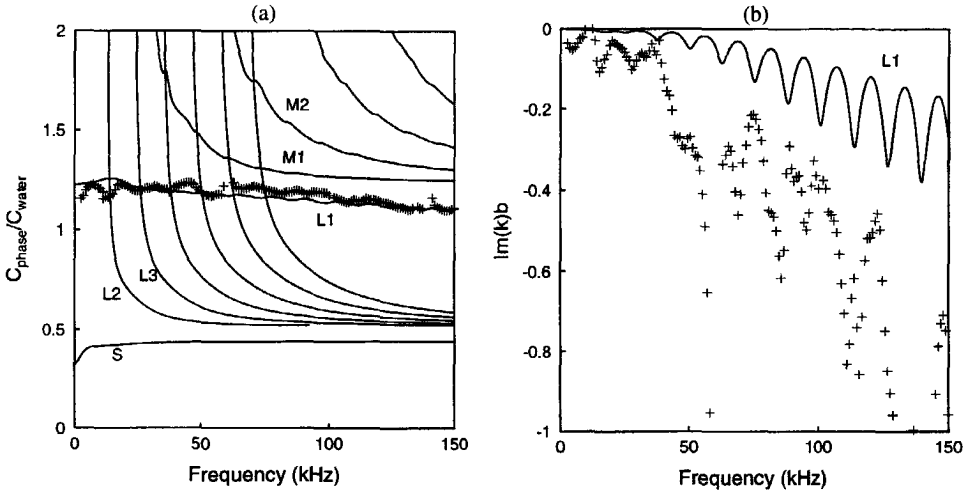 (a)
2
1.5
1
0.5
0
C_phase/C_water
M2
M1
L1
L2
L3
S
0
50
100
150
Frequency (kHz)
(b)
0
-0.2
-0.4
-0.6
-0.8
-1
Im(k)b
L1
0
50
100
150
Frequency (kHz)